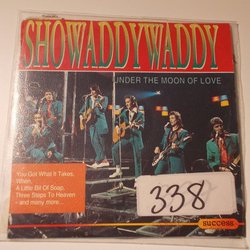 SHOWADDYWADDY
UNDER THE MOON OF LOVE
You Got What It Takes,
When,
A Little Bit Of Soap,
Three Steps To Heaven
- and many more...
338
success